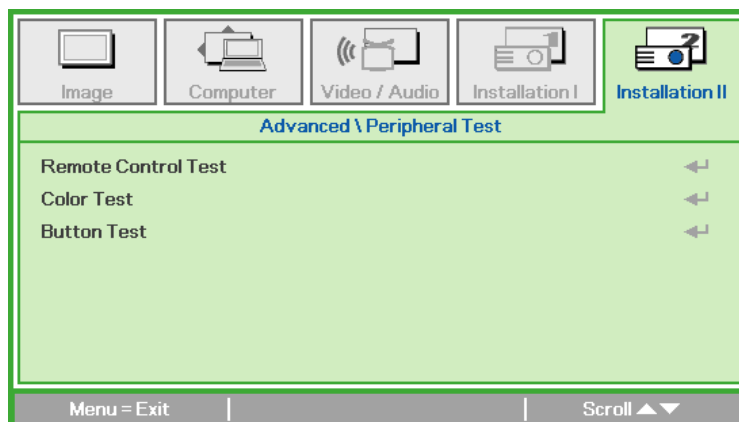 Image Computer Video / Audio Installation I Installation II
Advanced \ Peripheral Test
Remote Control Test
Color Test
Button Test
Menu = Exit Scroll ▲▼